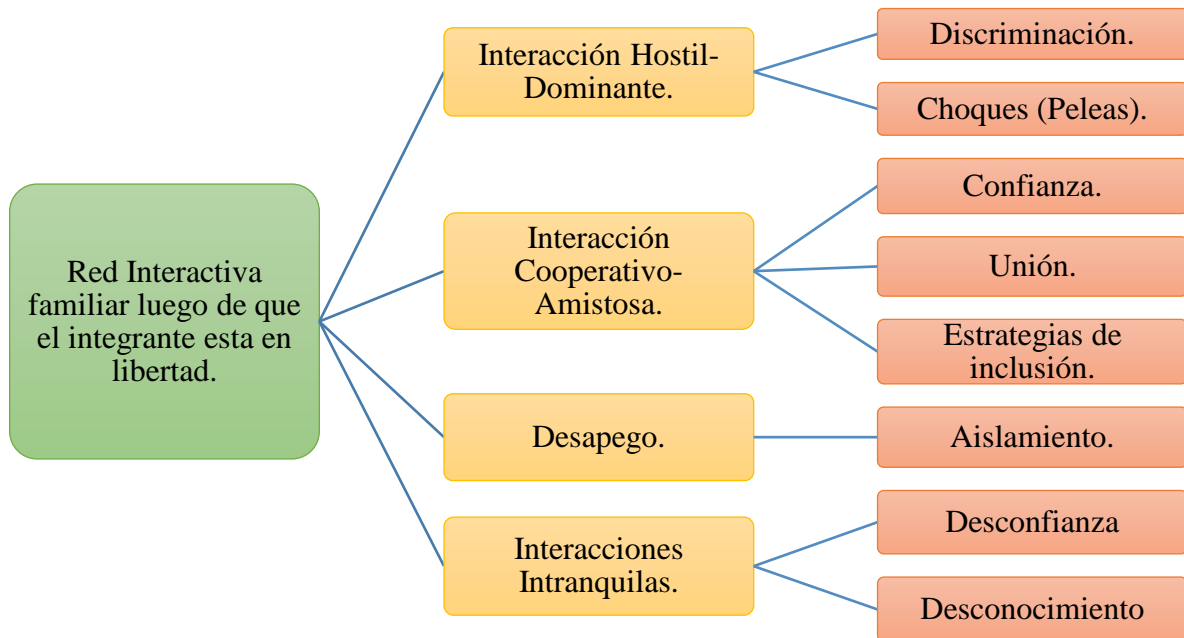 Red Interactiva
familiar luego de que
el integrante esta en
libertad.
Interacción Hostil-
Dominante.
Discriminación.
Choques (Peleas).
Interacción
Cooperativo-
Amistosa.
Confianza.
Unión.
Estrategias de
inclusión.
Desapego.
Aislamiento.
Interacciones
Intranquilas.
Desconfianza
Desconocimiento